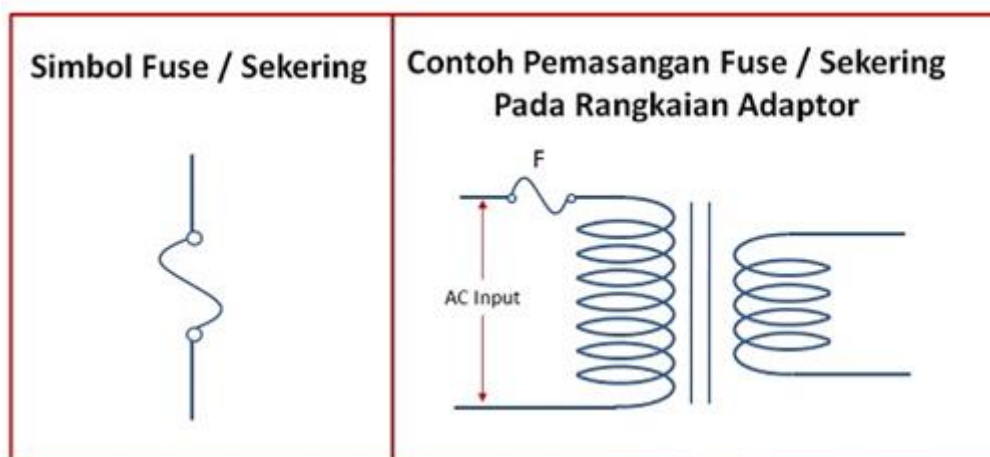 Simbol Fuse / Sekering
Contoh Pemasangan Fuse / Sekering
Pada Rangkaian Adaptor
F
AC Input